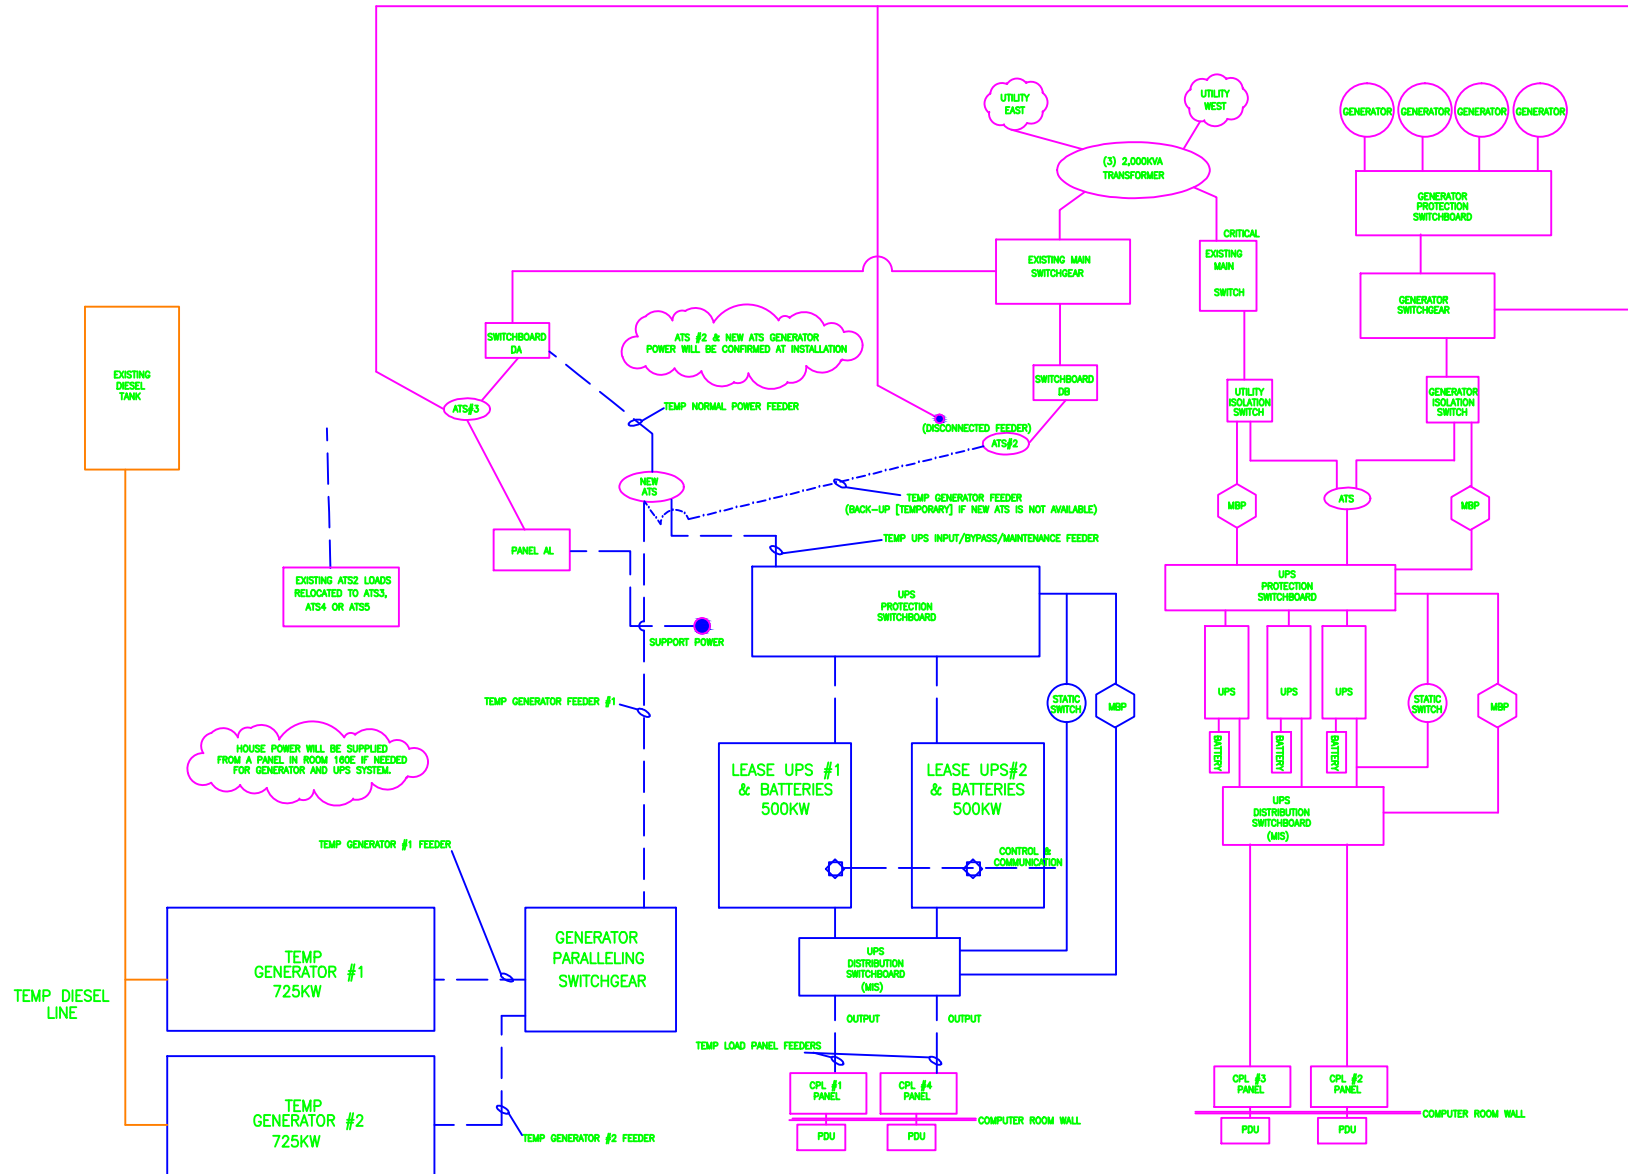 UTILITY
EAST
UTILITY
WEST
GENERATOR
GENERATOR
GENERATOR
GENERATOR
(3) 2,000KVA
TRANSFORMER
GENERATOR
PROTECTION
SWITCHBOARD
CRITICAL
EXISTING MAIN
SWITCHGEAR
EXISTING
MAIN
SWITCH
GENERATOR
SWITCHGEAR
SWITCHBOARD
DA
ATS #2 & NEW ATS GENERATOR
POWER WILL BE CONFIRMED AT INSTALLATION
EXISTING
DIESEL
TANK
SWITCHBOARD
DB
UTILITY
ISOLATION
SWITCH
GENERATOR
ISOLATION
SWITCH
ATS#3
TEMP NORMAL POWER FEEDER
(DISCONNECTED FEEDER)
ATS#2
NEW
ATS
TEMP GENERATOR FEEDER
(BACK-UP [TEMPORARY] IF NEW ATS IS NOT AVAILABLE)
MBP
ATS
MBP
TEMP UPS INPUT/BYPASS/MAINTENANCE FEEDER
PANEL AL
EXISTING ATS2 LOADS
RELOCATED TO ATS3,
ATS4 OR ATS5
UPS
PROTECTION
SWITCHBOARD
UPS
PROTECTION
SWITCHBOARD
SUPPORT POWER
TEMP GENERATOR FEEDER #1
STATIC
SWITCH
MBP
UPS
UPS
UPS
STATIC
SWITCH
MBP
BATTERY
BATTERY
BATTERY
HOUSE POWER WILL BE SUPPLIED
FROM A PANEL IN ROOM 160E IF NEEDED
FOR GENERATOR AND UPS SYSTEM.
LEASE UPS #1
& BATTERIES
500KW
LEASE UPS#2
& BATTERIES
500KW
UPS
DISTRIBUTION
SWITCHBOARD
(MIS)
TEMP GENERATOR #1 FEEDER
CONTROL &
COMMUNICATION
GENERATOR
PARALLELING
SWITCHGEAR
TEMP
GENERATOR #1
725KW
TEMP DIESEL
LINE
UPS
DISTRIBUTION
SWITCHBOARD
(MIS)
OUTPUT
OUTPUT
TEMP LOAD PANEL FEEDERS
CPL #1
PANEL
CPL #4
PANEL
CPL #3
PANEL
CPL #2
PANEL
TEMP
GENERATOR #2
725KW
TEMP GENERATOR #2 FEEDER
COMPUTER ROOM WALL
COMPUTER ROOM WALL
PDU
PDU
PDU
PDU